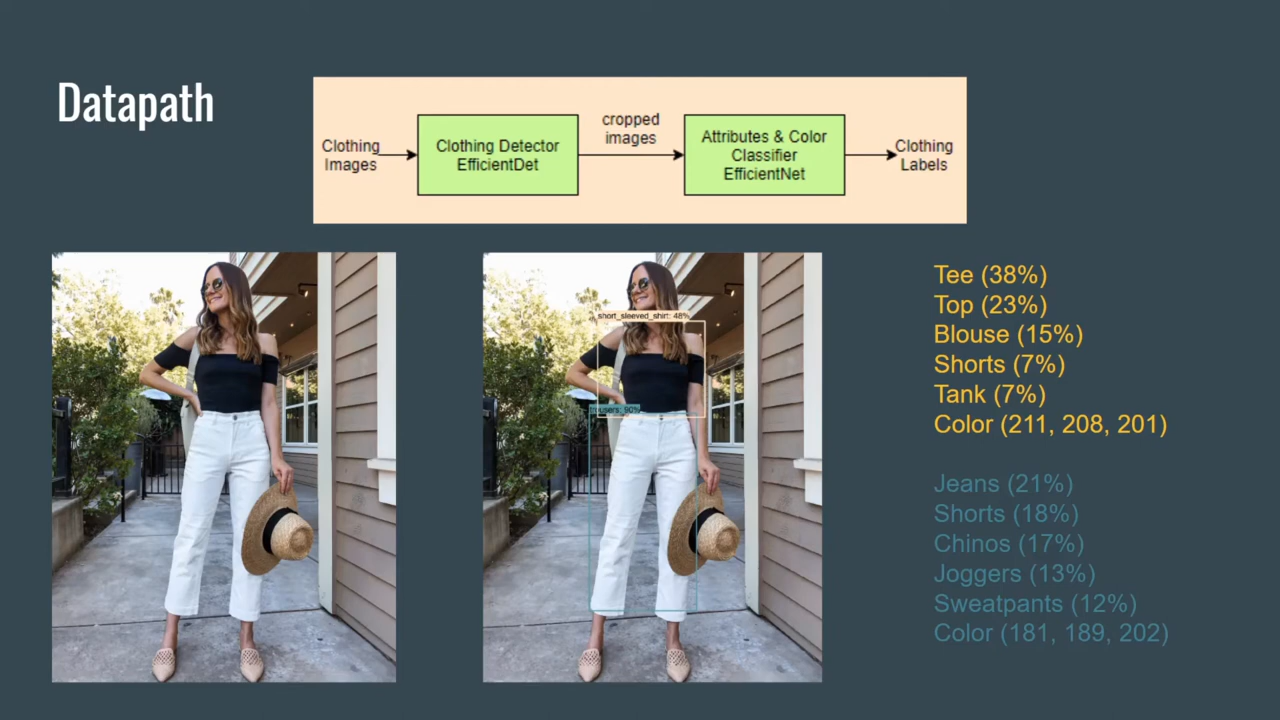 Datapath
Clothing
Images
Clothing Detector
EfficientDet
cropped
images
Attributes & Color
Classifier
EfficientNet
Clothing
Labels
short_sleeved_shirt: 48%
trousers: 90%
Tee (38%)
Top (23%)
Blouse (15%)
Shorts (7%)
Tank (7%)
Color (211, 208, 201)
Jeans (21%)
Shorts (18%)
Chinos (17%)
Joggers (13%)
Sweatpants (12%)
Color (181, 189, 202)